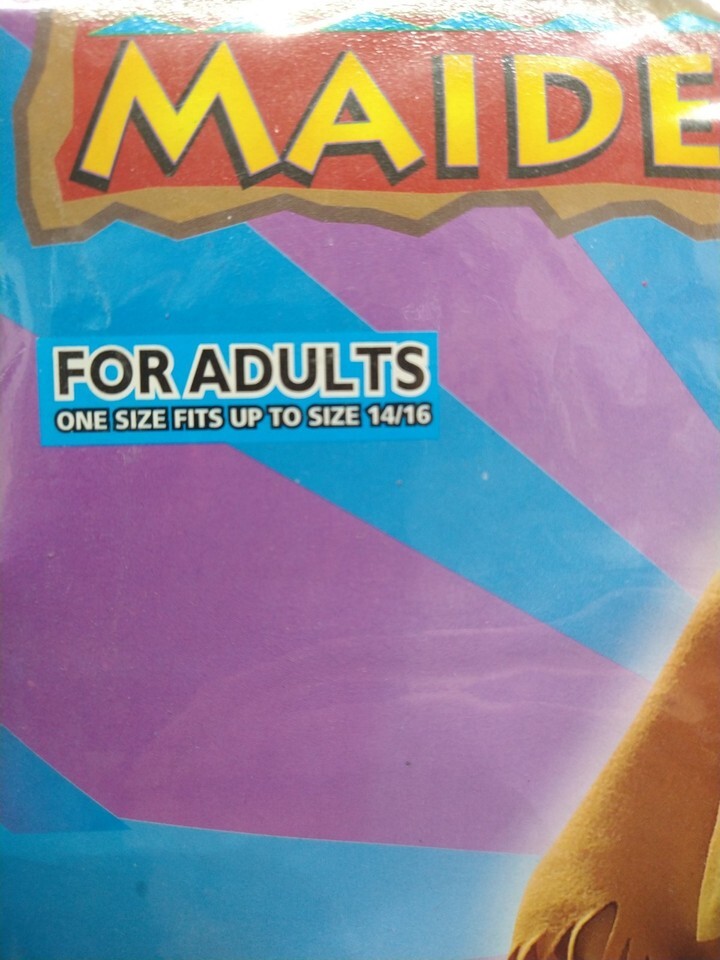 MAIDE
FOR ADULTS
ONE SIZE FITS UP TO SIZE 14/16